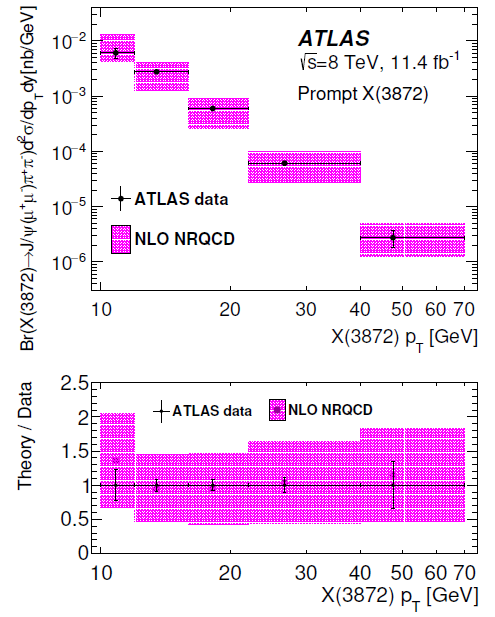 Br(X(3872)→J/ψ(μ⁺μ⁻)π⁺π⁻)d²σ/dp_T dy[nb/GeV]
10⁻²
10⁻³
10⁻⁴
10⁻⁵
10⁻⁶
ATLAS
√s=8 TeV, 11.4 fb⁻¹
Prompt X(3872)
ATLAS data
NLO NRQCD
10 20 30 40 50 60 70
X(3872) p_T [GeV]
Theory / Data
2.5
2
1.5
1
0.5
0
ATLAS data NLO NRQCD
10 20 30 40 50 60 70
X(3872) p_T [GeV]